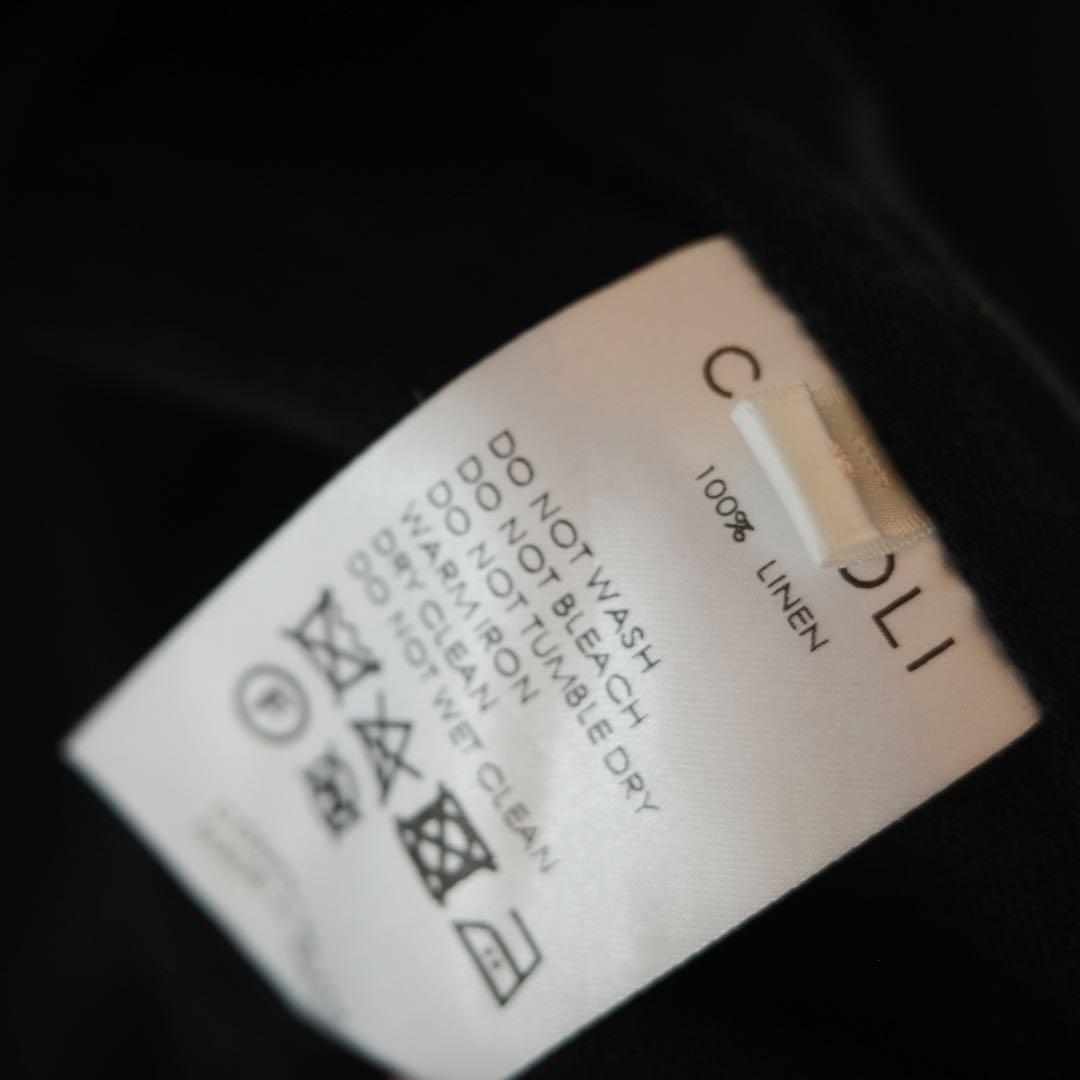 C OLI
100% LINEN
DO NOT WASH
DO NOT BLEACH
DO NOT TUMBLE DRY
WARM IRON
DRY CLEAN
DO NOT WET CLEAN